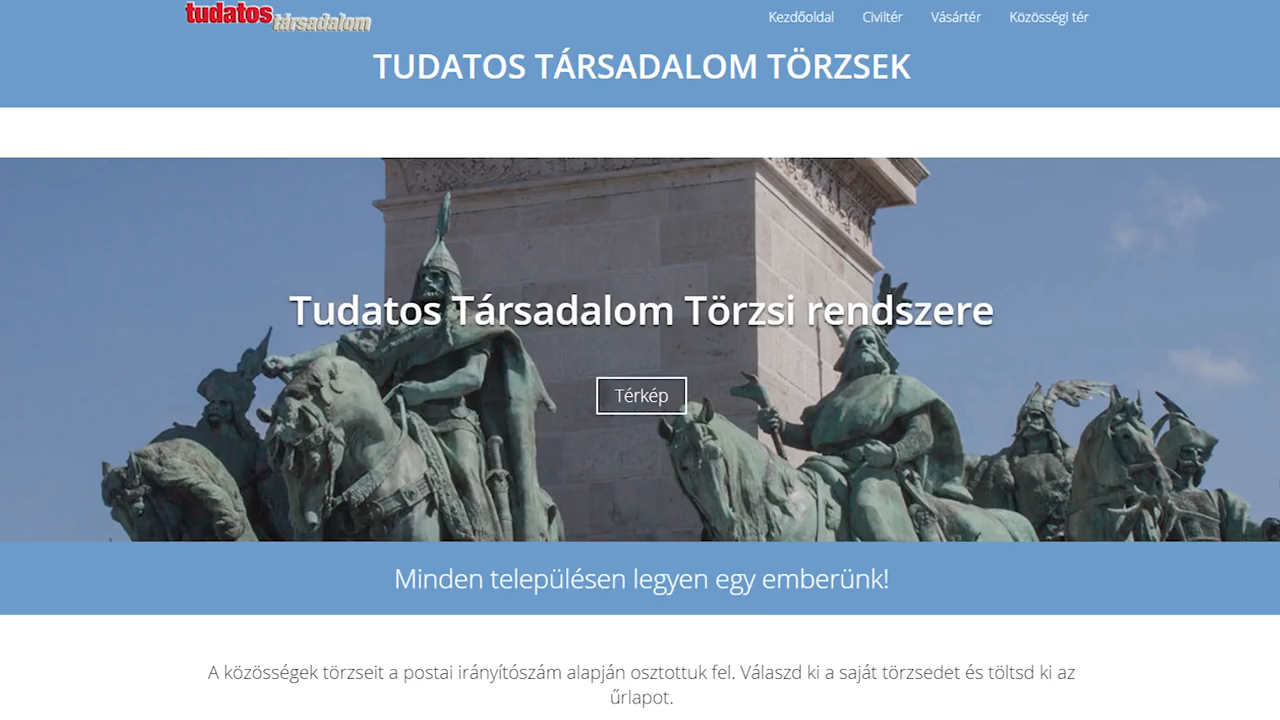 tudatos
társadalom
Kezdőoldal Civiltér Vásártér Közösségi tér
TUDATOS TÁRSADALOM TÖRZSEK
Tudatos Társadalom Törzsi rendszere
Térkép
Minden településen legyen egy emberünk!
A közösségek törzseit a postai irányítószám alapján osztottuk fel. Válaszd ki a saját törzsedet és töltsd ki az
űrlapot.